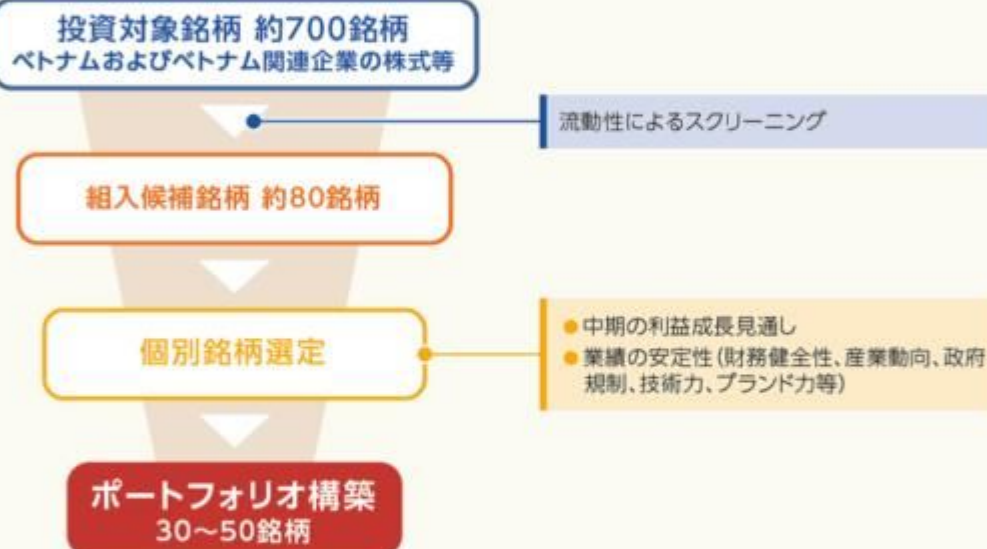 投資対象銘柄 約700銘柄
ベトナムおよびベトナム関連企業の株式等
流動性によるスクリーニング
組入候補銘柄 約80銘柄
個別銘柄選定
●中期の利益成長見通し
●業績の安定性(財務健全性、産業動向、政府
規制、技術力、ブランド力等)
ポートフォリオ構築
30~50銘柄